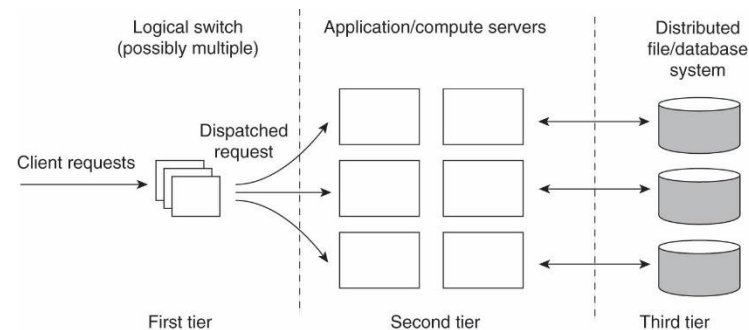 Logical switch
(possibly multiple)
Application/compute servers
Distributed
file/database
system
Dispatched
request
Client requests
First tier
Second tier
Third tier